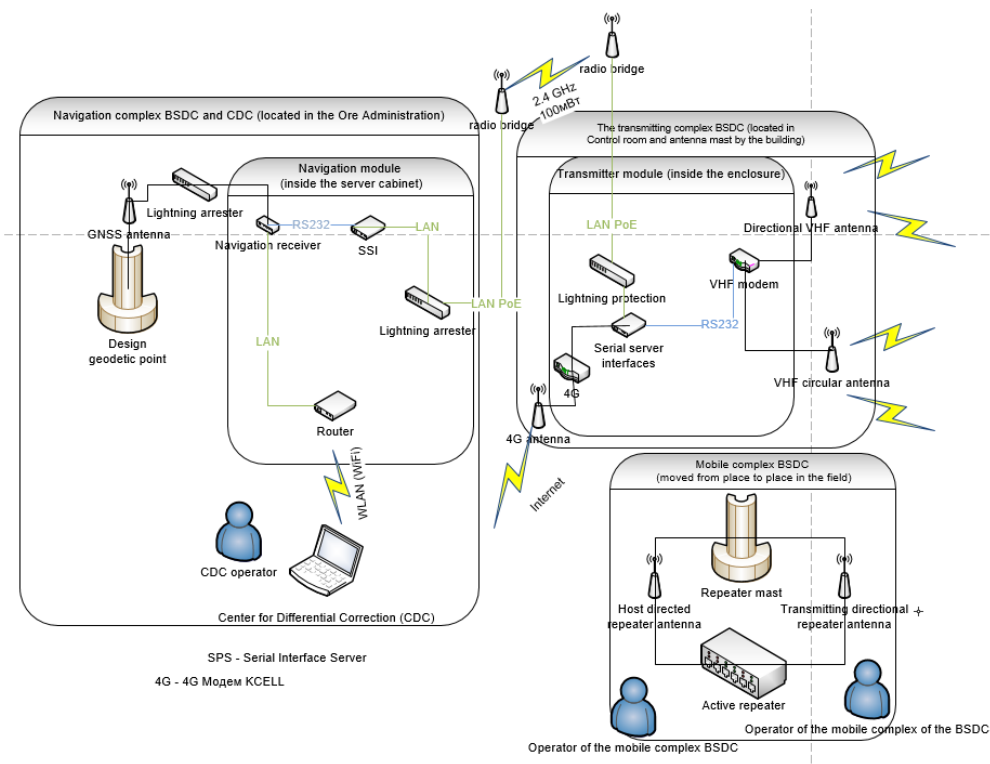 radio bridge
2.4 GHz
100мВт
radio bridge
Navigation complex BSDC and CDC (located in the Ore Administration)
The transmitting complex BSDC (located in
Control room and antenna mast by the building)
Navigation module
(inside the server cabinet)
Transmitter module (inside the enclosure)
Lightning arrester
GNSS antenna
Navigation receiver
RS232
SSI
LAN
LAN PoE
Directional VHF antenna
VHF modem
Lightning protection
Lightning arrester
LAN PoE
RS232
Serial server
interfaces
Design
geodetic point
LAN
4G
VHF circular antenna
Router
4G antenna
WLAN (WiFi)
Internet
Mobile complex BSDC
(moved from place to place in the field)
CDC operator
Repeater mast
Center for Differential Correction (CDC)
Host directed
repeater antenna
Transmitting directional
repeater antenna
SPS - Serial Interface Server
4G - 4G Модем KCELL
Active repeater
Operator of the mobile complex of the BSDC
Operator of the mobile complex BSDC